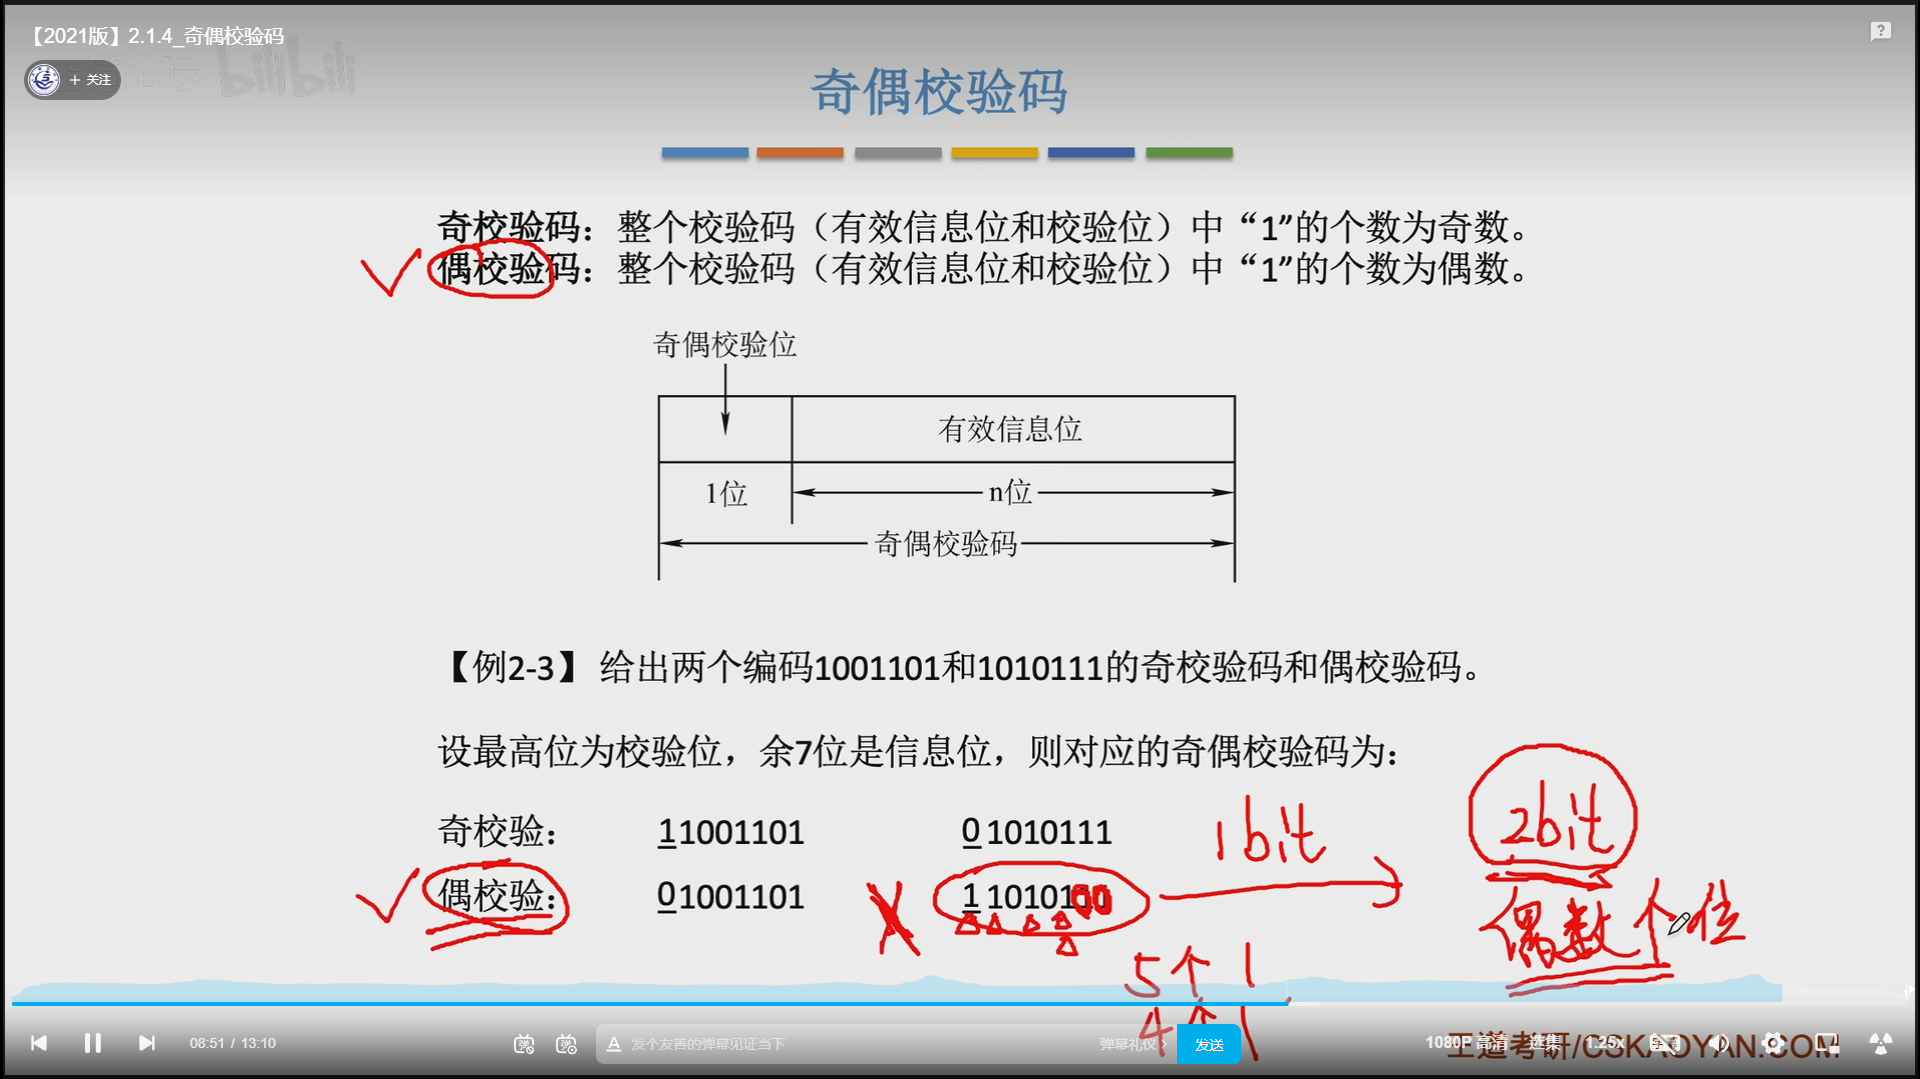 【2021版】2.1.4_奇偶校验码
+ 关注
bilibili
奇偶校验码
奇校验码：整个校验码（有效信息位和校验位）中“1”的个数为奇数。
偶校验码：整个校验码（有效信息位和校验位）中“1”的个数为偶数。
奇偶校验位
有效信息位
1位
n位
奇偶校验码
【例2-3】 给出两个编码1001101和1010111的奇校验码和偶校验码。
设最高位为校验位，余7位是信息位，则对应的奇偶校验码为：
奇校验： 11001101 0 1010111
1bit
2bit
偶校验： 01001101 1 10101
偶数个位
5个 1
4个 1
08:51 / 13:10
发个友善的弹幕见证当下
弹幕礼仪 ›
发送
1080P 高清
选集
1.25x
王道考研/CSKAOYAN.COM